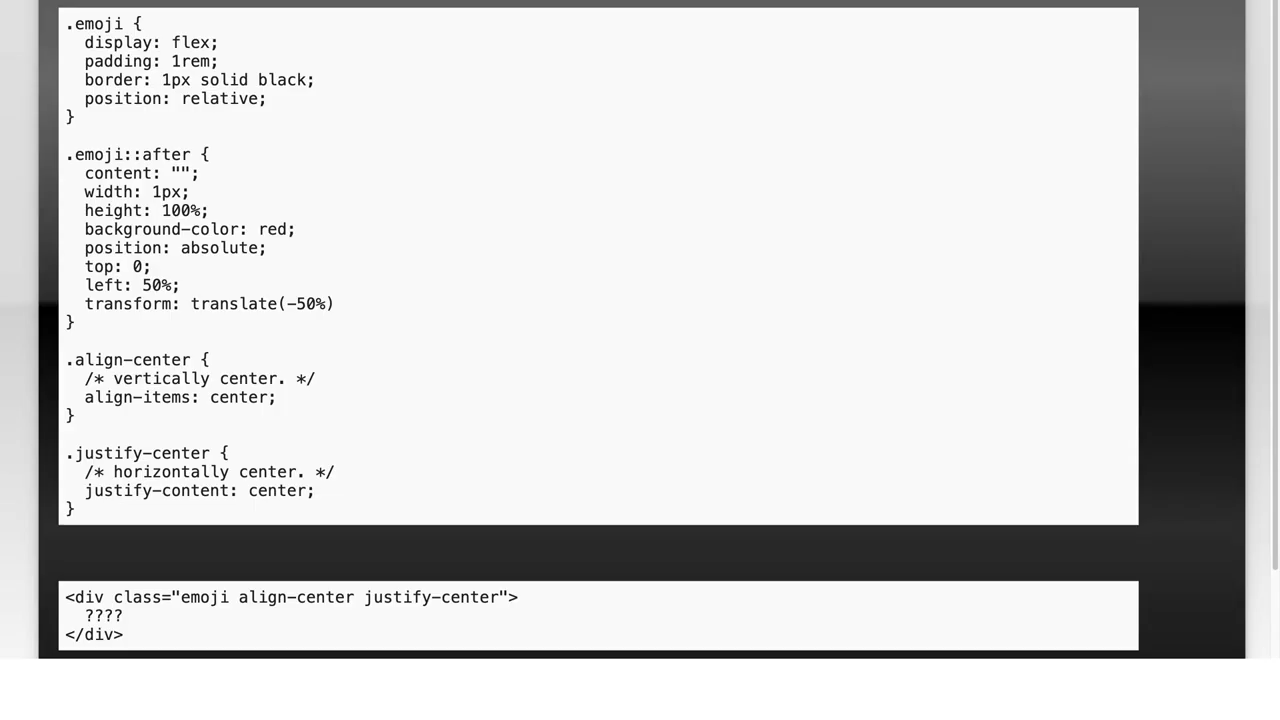 .emoji {
  display: flex;
  padding: 1rem;
  border: 1px solid black;
  position: relative;
}

.emoji::after {
  content: "";
  width: 1px;
  height: 100%;
  background-color: red;
  position: absolute;
  top: 0;
  left: 50%;
  transform: translate(-50%)
}

.align-center {
  /* vertically center. */
  align-items: center;
}

.justify-center {
  /* horizontally center. */
  justify-content: center;
}

<div class="emoji align-center justify-center">
  ????
</div>